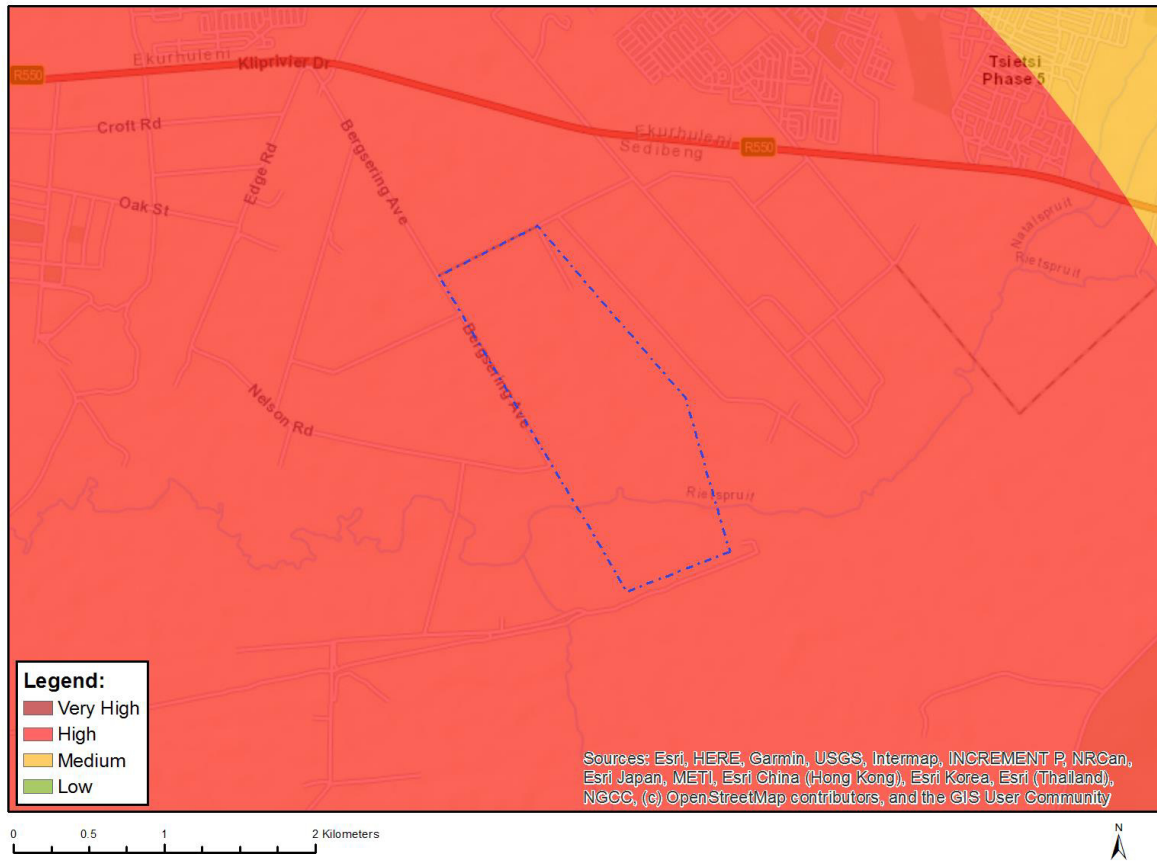 Tsietsi
Phase 5
Ekurhuleni
R550
Kliprivier Dr
Croft Rd
Bergsering Ave
Edge Rd
Ekurhuleni
Sedibeng
R550
Oak St
Natalspruit
Rietspruit
Bergsering Ave
Nelson Rd
Rietspruit
Legend:
Very High
High
Medium
Low
Sources: Esri, HERE, Garmin, USGS, Intermap, INCREMENT P, NRCan,
Esri Japan, METI, Esri China (Hong Kong), Esri Korea, Esri (Thailand),
NGCC, (c) OpenStreetMap contributors, and the GIS User Community
0 0.5 1 2 Kilometers
N